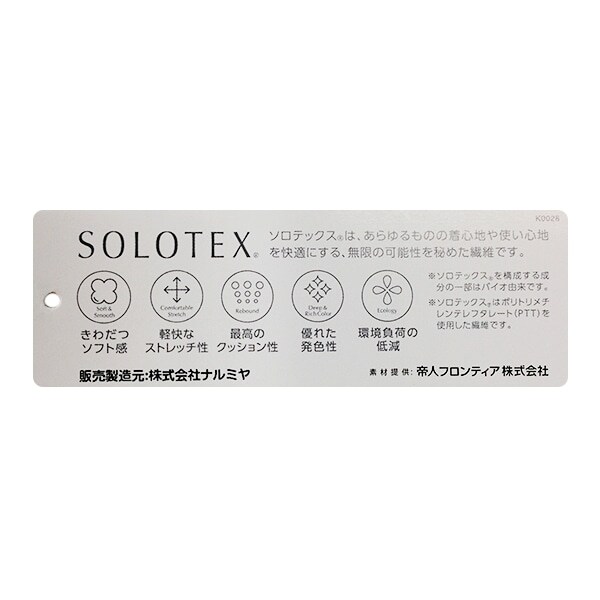 K0028
SOLOTEX®
ソロテックス®は、あらゆるものの着心地や使い心地
を快適にする、無限の可能性を秘めた繊維です。
Soft &
Smooth
きわだつ
ソフト感
Comfortable
Stretch
軽快な
ストレッチ性
Rebound
最高の
クッション性
Deep &
Rich Color
優れた
発色性
Ecology
環境負荷の
低減
※ソロテックス®を構成する成
分の一部はバイオ由来です。
※ソロテックス®はポリトリメチ
レンテレフタレート(PTT)を
使用した繊維です。
販売製造元:株式会社ナルミヤ
素材提供: 帝人フロンティア株式会社